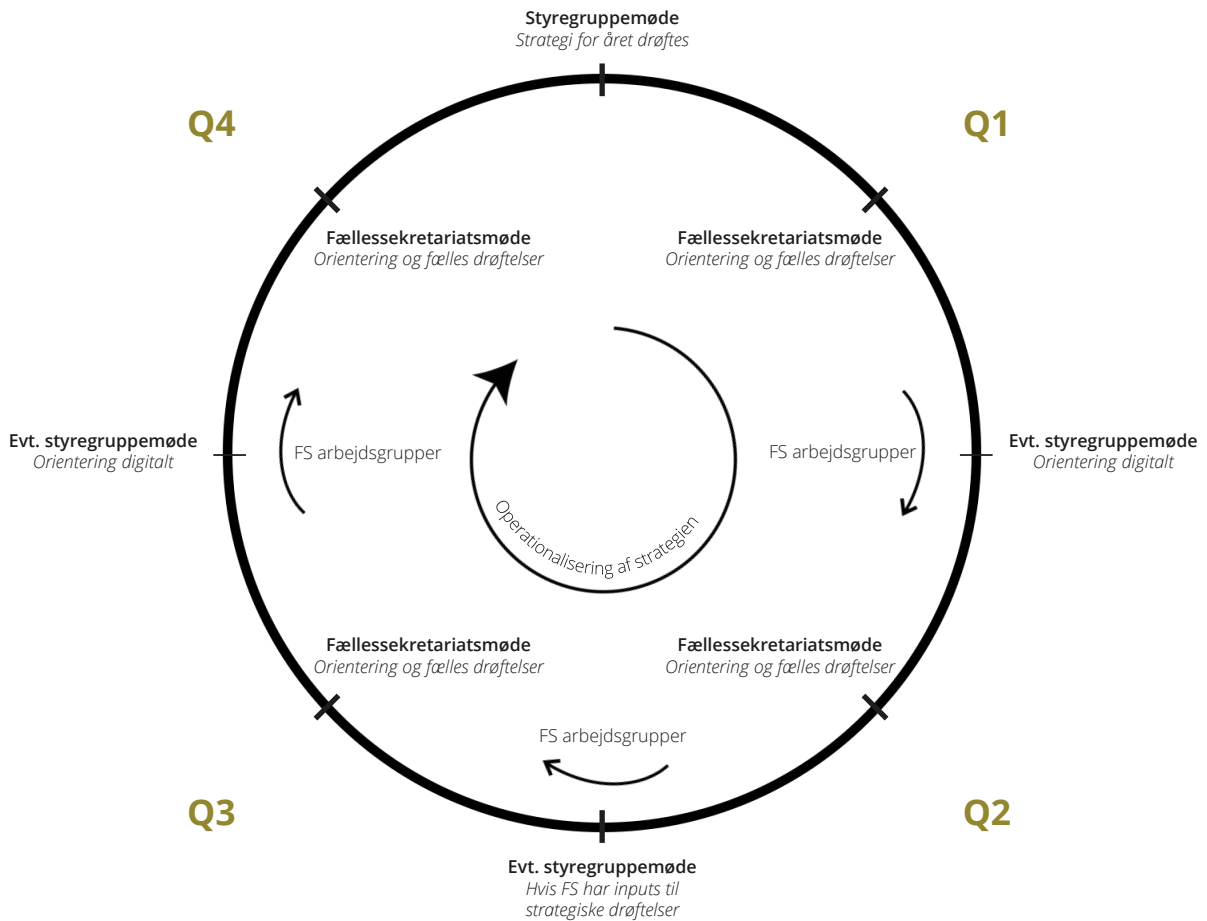 Styregruppemøde
Strategi for året drøftes
Q4
Q1
Fællessekretariatsmøde
Orientering og fælles drøftelser
Fællessekretariatsmøde
Orientering og fælles drøftelser
Evt. styregruppemøde
Orientering digitalt
FS arbejdsgrupper
FS arbejdsgrupper
Evt. styregruppemøde
Orientering digitalt
Operationalisering af strategien
Fællessekretariatsmøde
Orientering og fælles drøftelser
Fællessekretariatsmøde
Orientering og fælles drøftelser
FS arbejdsgrupper
Q3
Q2
Evt. styregruppemøde
Hvis FS har inputs til
strategiske drøftelser